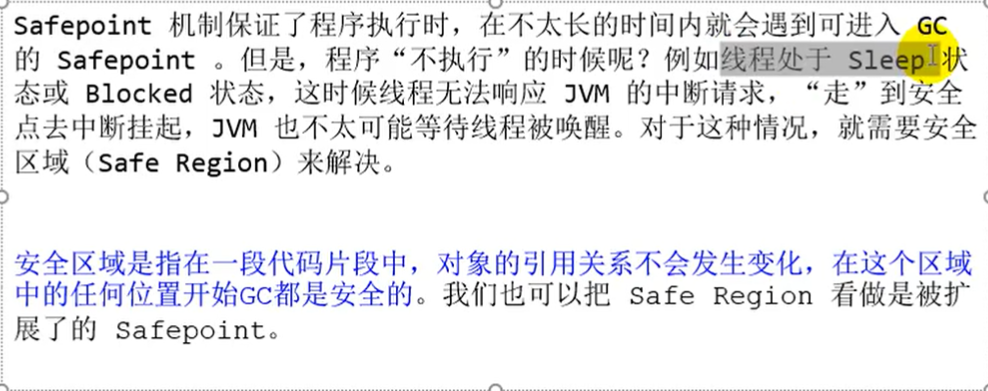 Safepoint 机制保证了程序执行时，在不太长的时间内就会遇到可进入 GC
的 Safepoint 。但是，程序“不执行”的时候呢？例如线程处于 Sleep 状
态或 Blocked 状态，这时候线程无法响应 JVM 的中断请求，“走”到安全
点去中断挂起，JVM 也不太可能等待线程被唤醒。对于这种情况，就需要安全
区域（Safe Region）来解决。
安全区域是指在一段代码片段中，对象的引用关系不会发生变化，在这个区域
中的任何位置开始GC都是安全的。我们也可以把 Safe Region 看做是被扩
展了的 Safepoint。